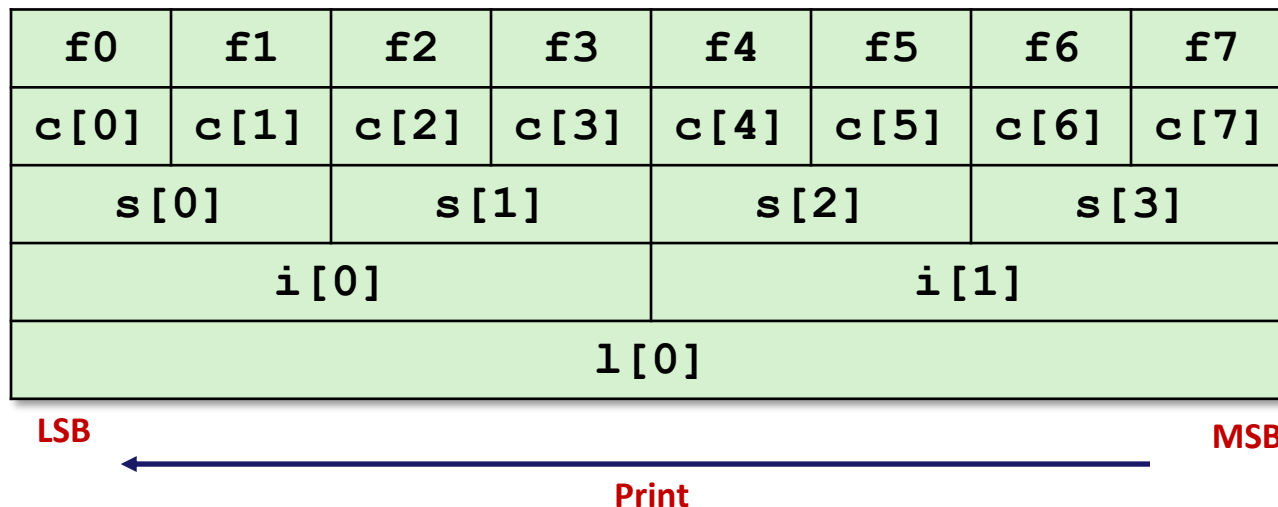 f0 f1 f2 f3 f4 f5 f6 f7
c[0] c[1] c[2] c[3] c[4] c[5] c[6] c[7]
s[0] s[1] s[2] s[3]
i[0] i[1]
l[0]
LSB MSB
Print